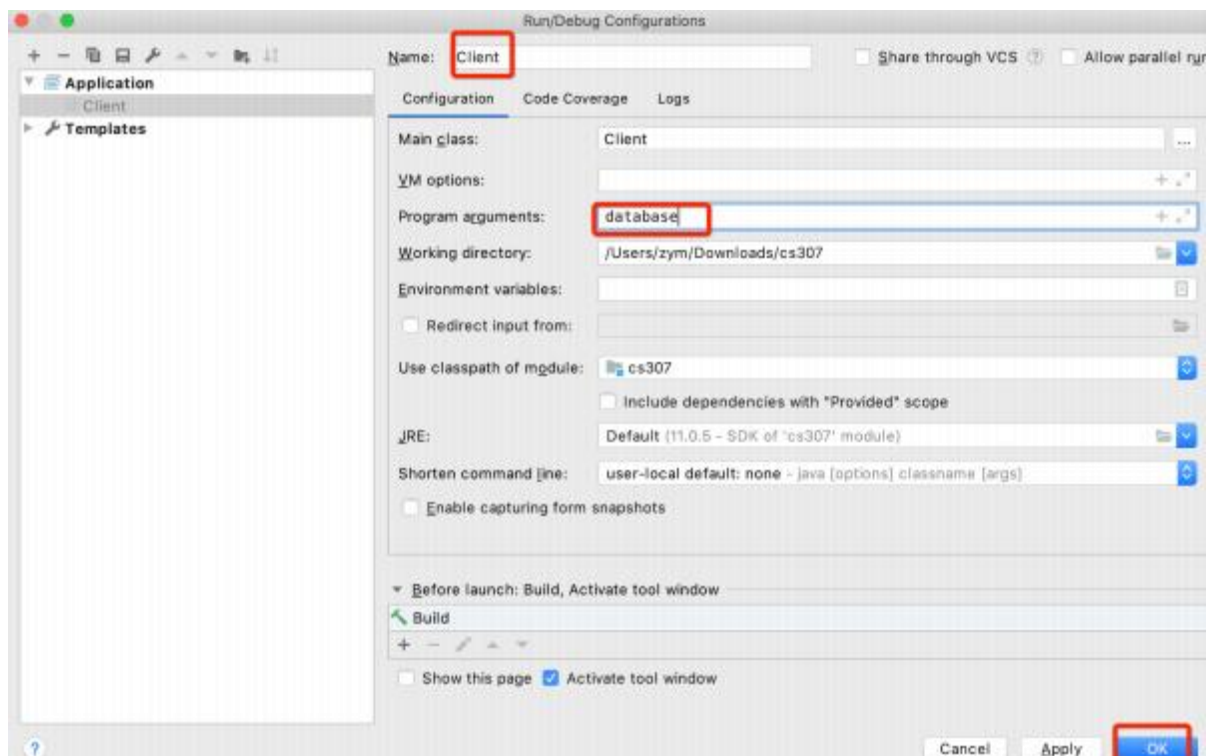 Run/Debug Configurations
Name: Client
Share through VCS ?
Allow parallel run
Application
Client
Templates
Configuration Code Coverage Logs
Main class: Client ...
VM options:
Program arguments: database
Working directory: /Users/zym/Downloads/cs307
Environment variables:
Redirect input from:
Use classpath of module: cs307
Include dependencies with "Provided" scope
JRE: Default (11.0.5 - SDK of 'cs307' module)
Shorten command line: user-local default: none - java [options] classname [args]
Enable capturing form snapshots
Before launch: Build, Activate tool window
Build
Show this page Activate tool window
? Cancel Apply OK